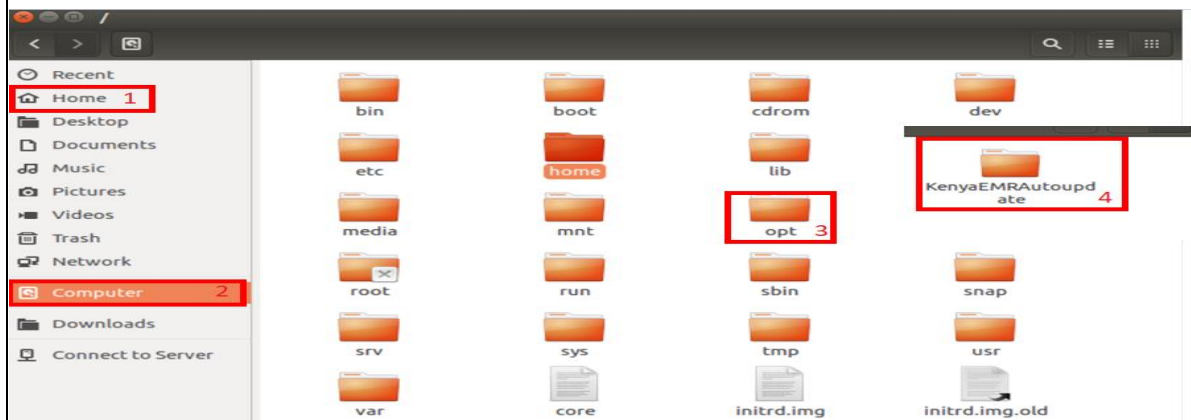 /
Recent
Home 1
Desktop
Documents
Music
Pictures
Videos
Trash
Network
Computer 2
Downloads
Connect to Server
bin boot cdrom dev
etc home lib
KenyaEMRAutoupd
ate 4
media mnt opt 3
root run sbin snap
srv sys tmp usr
var core initrd.img initrd.img.old